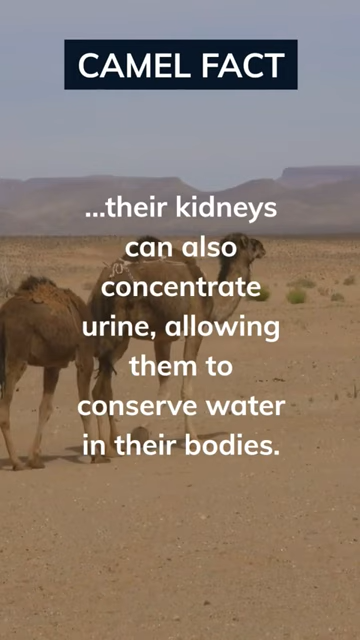 CAMEL FACT
...their kidneys
can also
concentrate
urine, allowing
them to
conserve water
in their bodies.